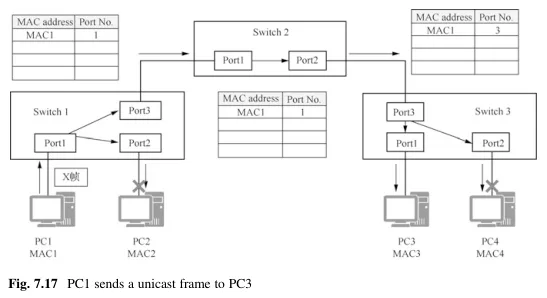 MAC address Port No.
MAC1 1
Switch 2
Port1 Port2
MAC address Port No.
MAC1 3
Switch 1
Port3
Port1 Port2
MAC address Port No.
MAC1 1
Port3 Switch 3
Port1 Port2
X帧
PC1
MAC1
PC2
MAC2
PC3
MAC3
PC4
MAC4
Fig. 7.17 PC1 sends a unicast frame to PC3